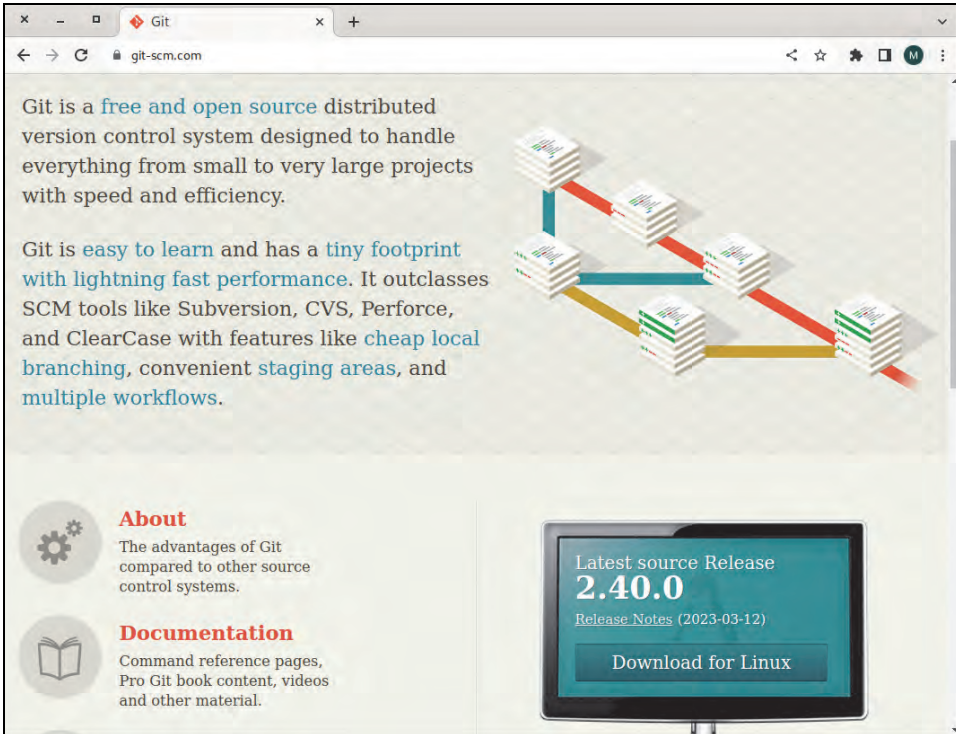 Git
git-scm.com
M
Git is a free and open source distributed
version control system designed to handle
everything from small to very large projects
with speed and efficiency.
Git is easy to learn and has a tiny footprint
with lightning fast performance. It outclasses
SCM tools like Subversion, CVS, Perforce,
and ClearCase with features like cheap local
branching, convenient staging areas, and
multiple workflows.
About
The advantages of Git
compared to other source
control systems.
Documentation
Command reference pages,
Pro Git book content, videos
and other material.
Latest source Release
2.40.0
Release Notes (2023-03-12)
Download for Linux